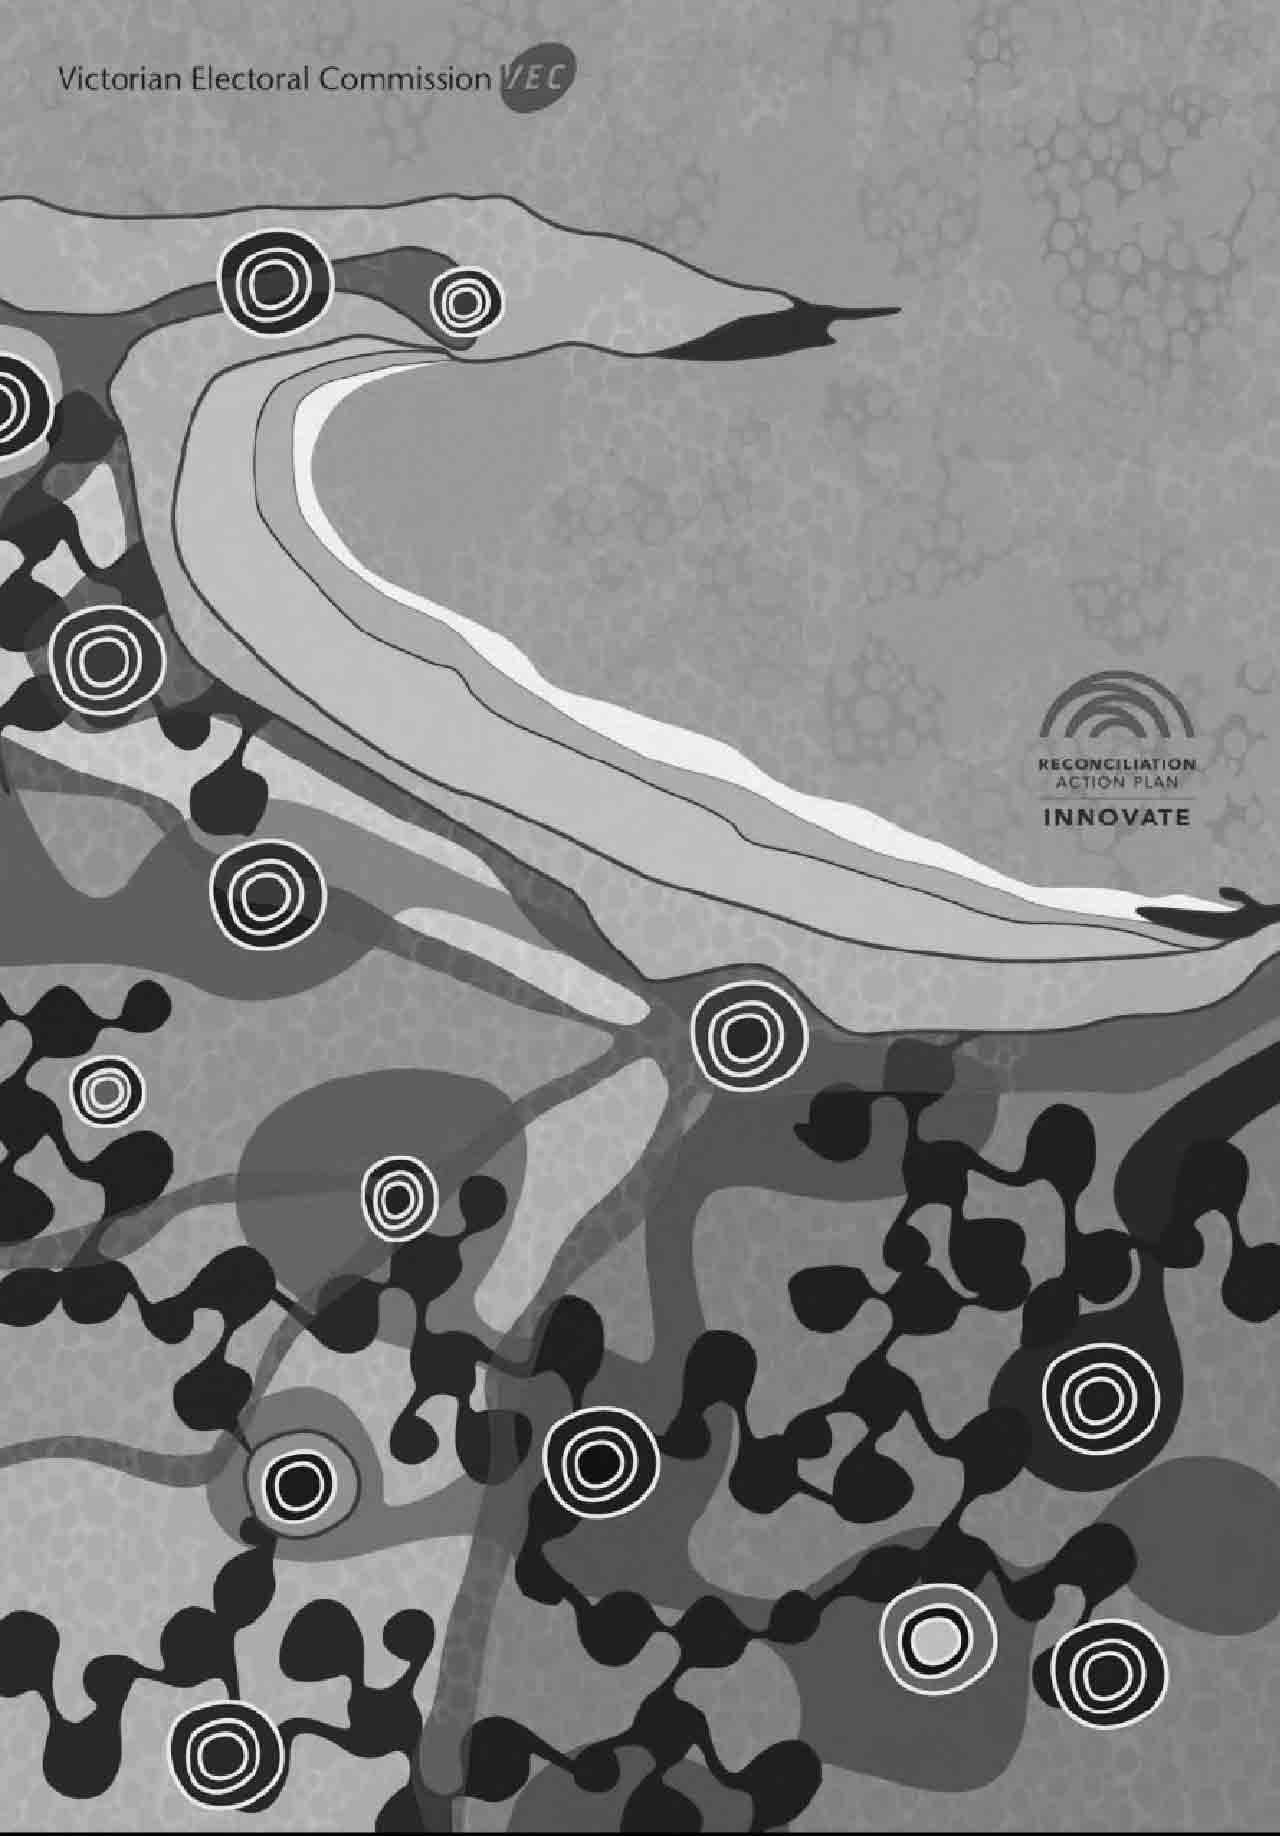 Victorian Electoral Commission VEC
RECONCILIATION
ACTION PLAN
INNOVATE